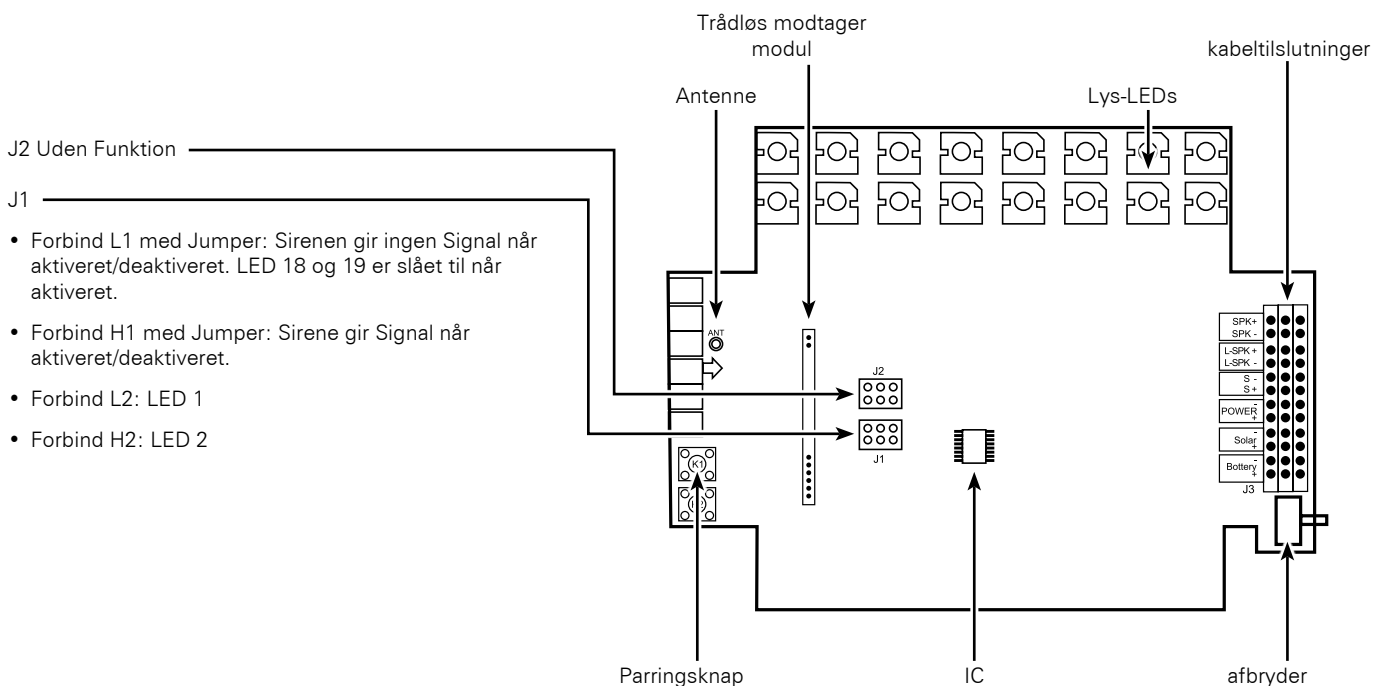 Trådløs modtager
modul
kabeltilslutninger
Antenne
Lys-LEDs
J2 Uden Funktion
J1
• Forbind L1 med Jumper: Sirenen gir ingen Signal når
aktiveret/deaktiveret. LED 18 og 19 er slået til når
aktiveret.
• Forbind H1 med Jumper: Sirene gir Signal når
aktiveret/deaktiveret.
• Forbind L2: LED 1
• Forbind H2: LED 2
ANT
J2
J1
K1
SPK+
SPK -
L-SPK +
L-SPK -
S -
S +
POWER -
+
Solar -
+
Bottery -
+
J3
Parringsknap
IC
afbryder